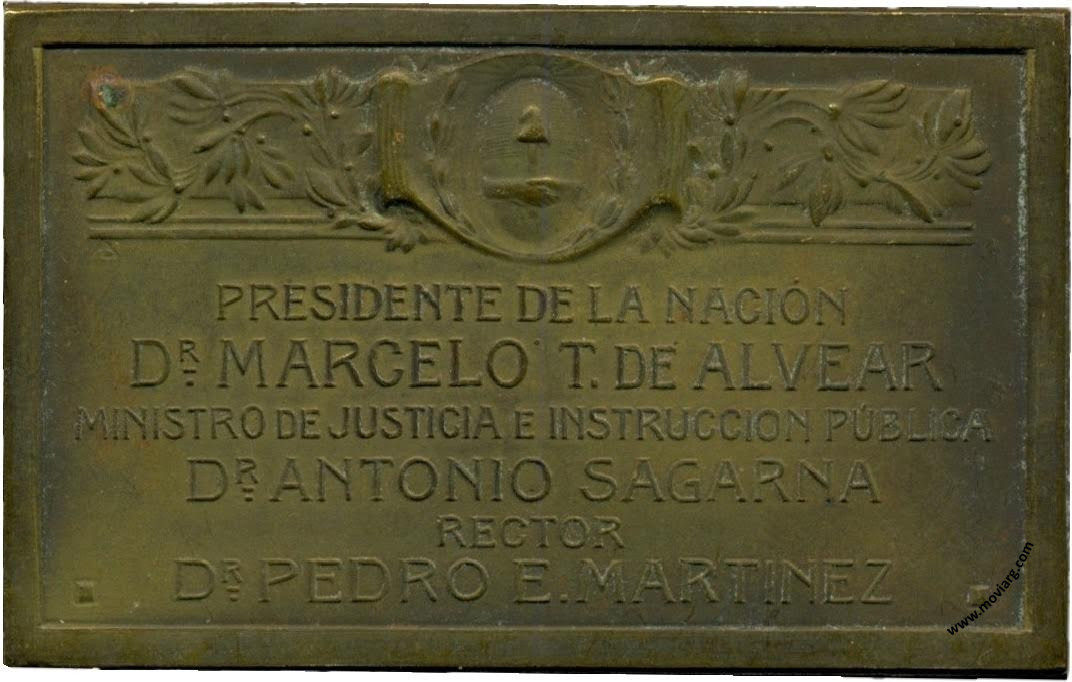 PRESIDENTE DE LA NACIÓN
DR. MARCELO T. DE ALVEAR
MINISTRO DE JUSTICIA E INSTRUCCION PÚBLICA
DR. ANTONIO SAGARNA
RECTOR
DR. PEDRO E. MARTINEZ
www.moviarg.com